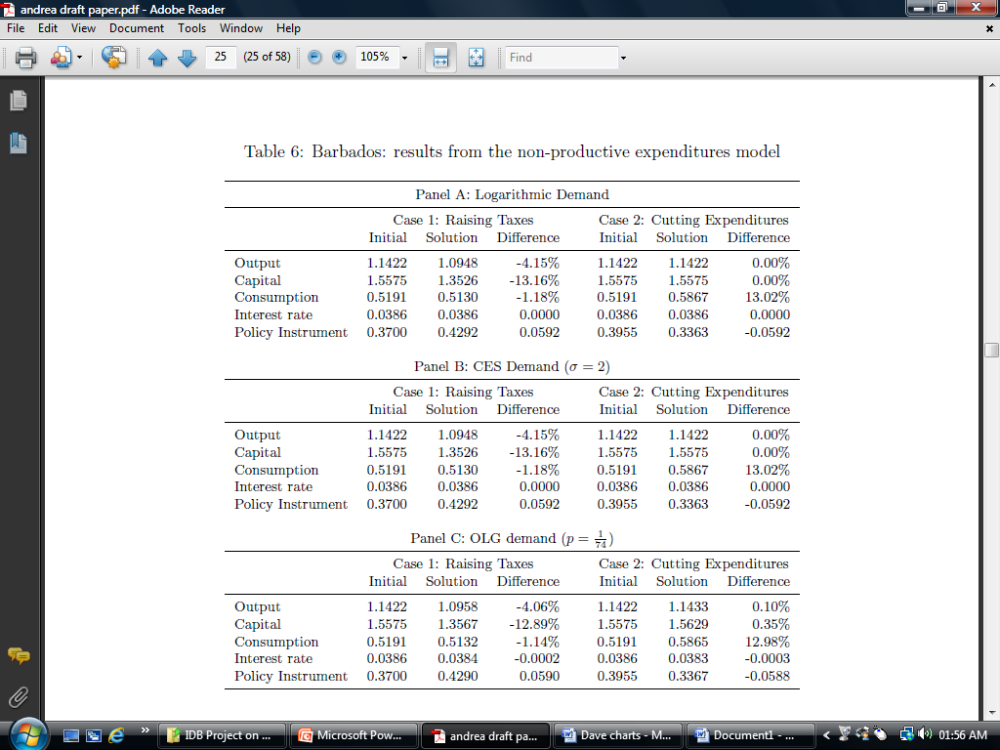 andrea draft paper.pdf - Adobe Reader
File Edit View Document Tools Window Help
25 (25 of 58) 105% Find
Table 6: Barbados: results from the non-productive expenditures model
Panel A: Logarithmic Demand
Case 1: Raising Taxes Case 2: Cutting Expenditures
Initial Solution Difference Initial Solution Difference
Output 1.1422 1.0948 -4.15% 1.1422 1.1422 0.00%
Capital 1.5575 1.3526 -13.16% 1.5575 1.5575 0.00%
Consumption 0.5191 0.5130 -1.18% 0.5191 0.5867 13.02%
Interest rate 0.0386 0.0386 0.0000 0.0386 0.0386 0.0000
Policy Instrument 0.3700 0.4292 0.0592 0.3955 0.3363 -0.0592
Panel B: CES Demand (σ = 2)
Case 1: Raising Taxes Case 2: Cutting Expenditures
Initial Solution Difference Initial Solution Difference
Output 1.1422 1.0948 -4.15% 1.1422 1.1422 0.00%
Capital 1.5575 1.3526 -13.16% 1.5575 1.5575 0.00%
Consumption 0.5191 0.5130 -1.18% 0.5191 0.5867 13.02%
Interest rate 0.0386 0.0386 0.0000 0.0386 0.0386 0.0000
Policy Instrument 0.3700 0.4292 0.0592 0.3955 0.3363 -0.0592
Panel C: OLG demand (p = 1/74)
Case 1: Raising Taxes Case 2: Cutting Expenditures
Initial Solution Difference Initial Solution Difference
Output 1.1422 1.0958 -4.06% 1.1422 1.1433 0.10%
Capital 1.5575 1.3567 -12.89% 1.5575 1.5629 0.35%
Consumption 0.5191 0.5132 -1.14% 0.5191 0.5865 12.98%
Interest rate 0.0386 0.0384 -0.0002 0.0386 0.0383 -0.0003
Policy Instrument 0.3700 0.4290 0.0590 0.3955 0.3367 -0.0588
IDB Project on ... Microsoft Pow... andrea draft pa... Dave charts - M... Document1 - ... 01:56 AM